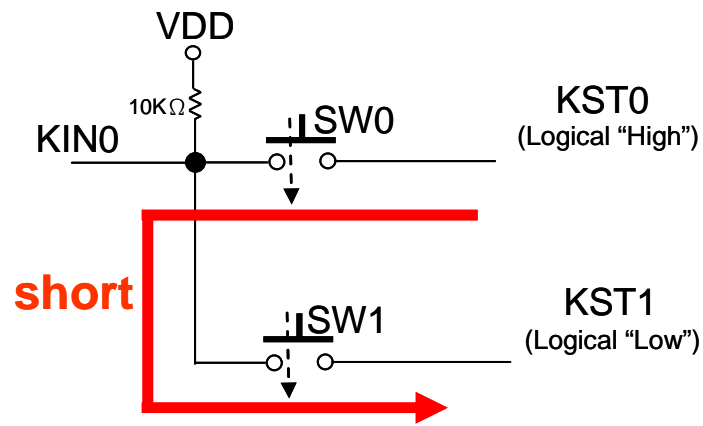 VDD
10KΩ
SW0
KST0
KIN0
(Logical “High”)
short
SW1
KST1
(Logical “Low”)